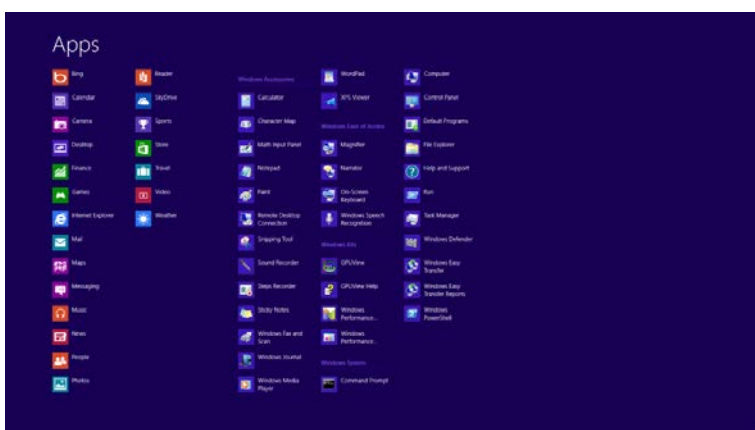 Apps
Bing
Calendar
Camera
Desktop
Finance
Games
Internet Explorer
Mail
Maps
Messaging
Music
News
People
Photos
Reader
SkyDrive
Sports
Store
Travel
Video
Weather
Windows Accessories
Calculator
Character Map
Math Input Panel
Notepad
Paint
Remote Desktop
Connection
Snipping Tool
Sound Recorder
Steps Recorder
Sticky Notes
Windows Fax and
Scan
Windows Journal
Windows Media
Player
WordPad
XPS Viewer
Windows Ease of Access
Magnifier
Narrator
On-Screen
Keyboard
Windows Speech
Recognition
Windows Kits
GPUView
GPUView Help
Windows
Performance...
Windows
Performance...
Windows System
Command Prompt
Computer
Control Panel
Default Programs
File Explorer
Help and Support
Run
Task Manager
Windows Defender
Windows Easy
Transfer
Windows Easy
Transfer Reports
Windows
PowerShell